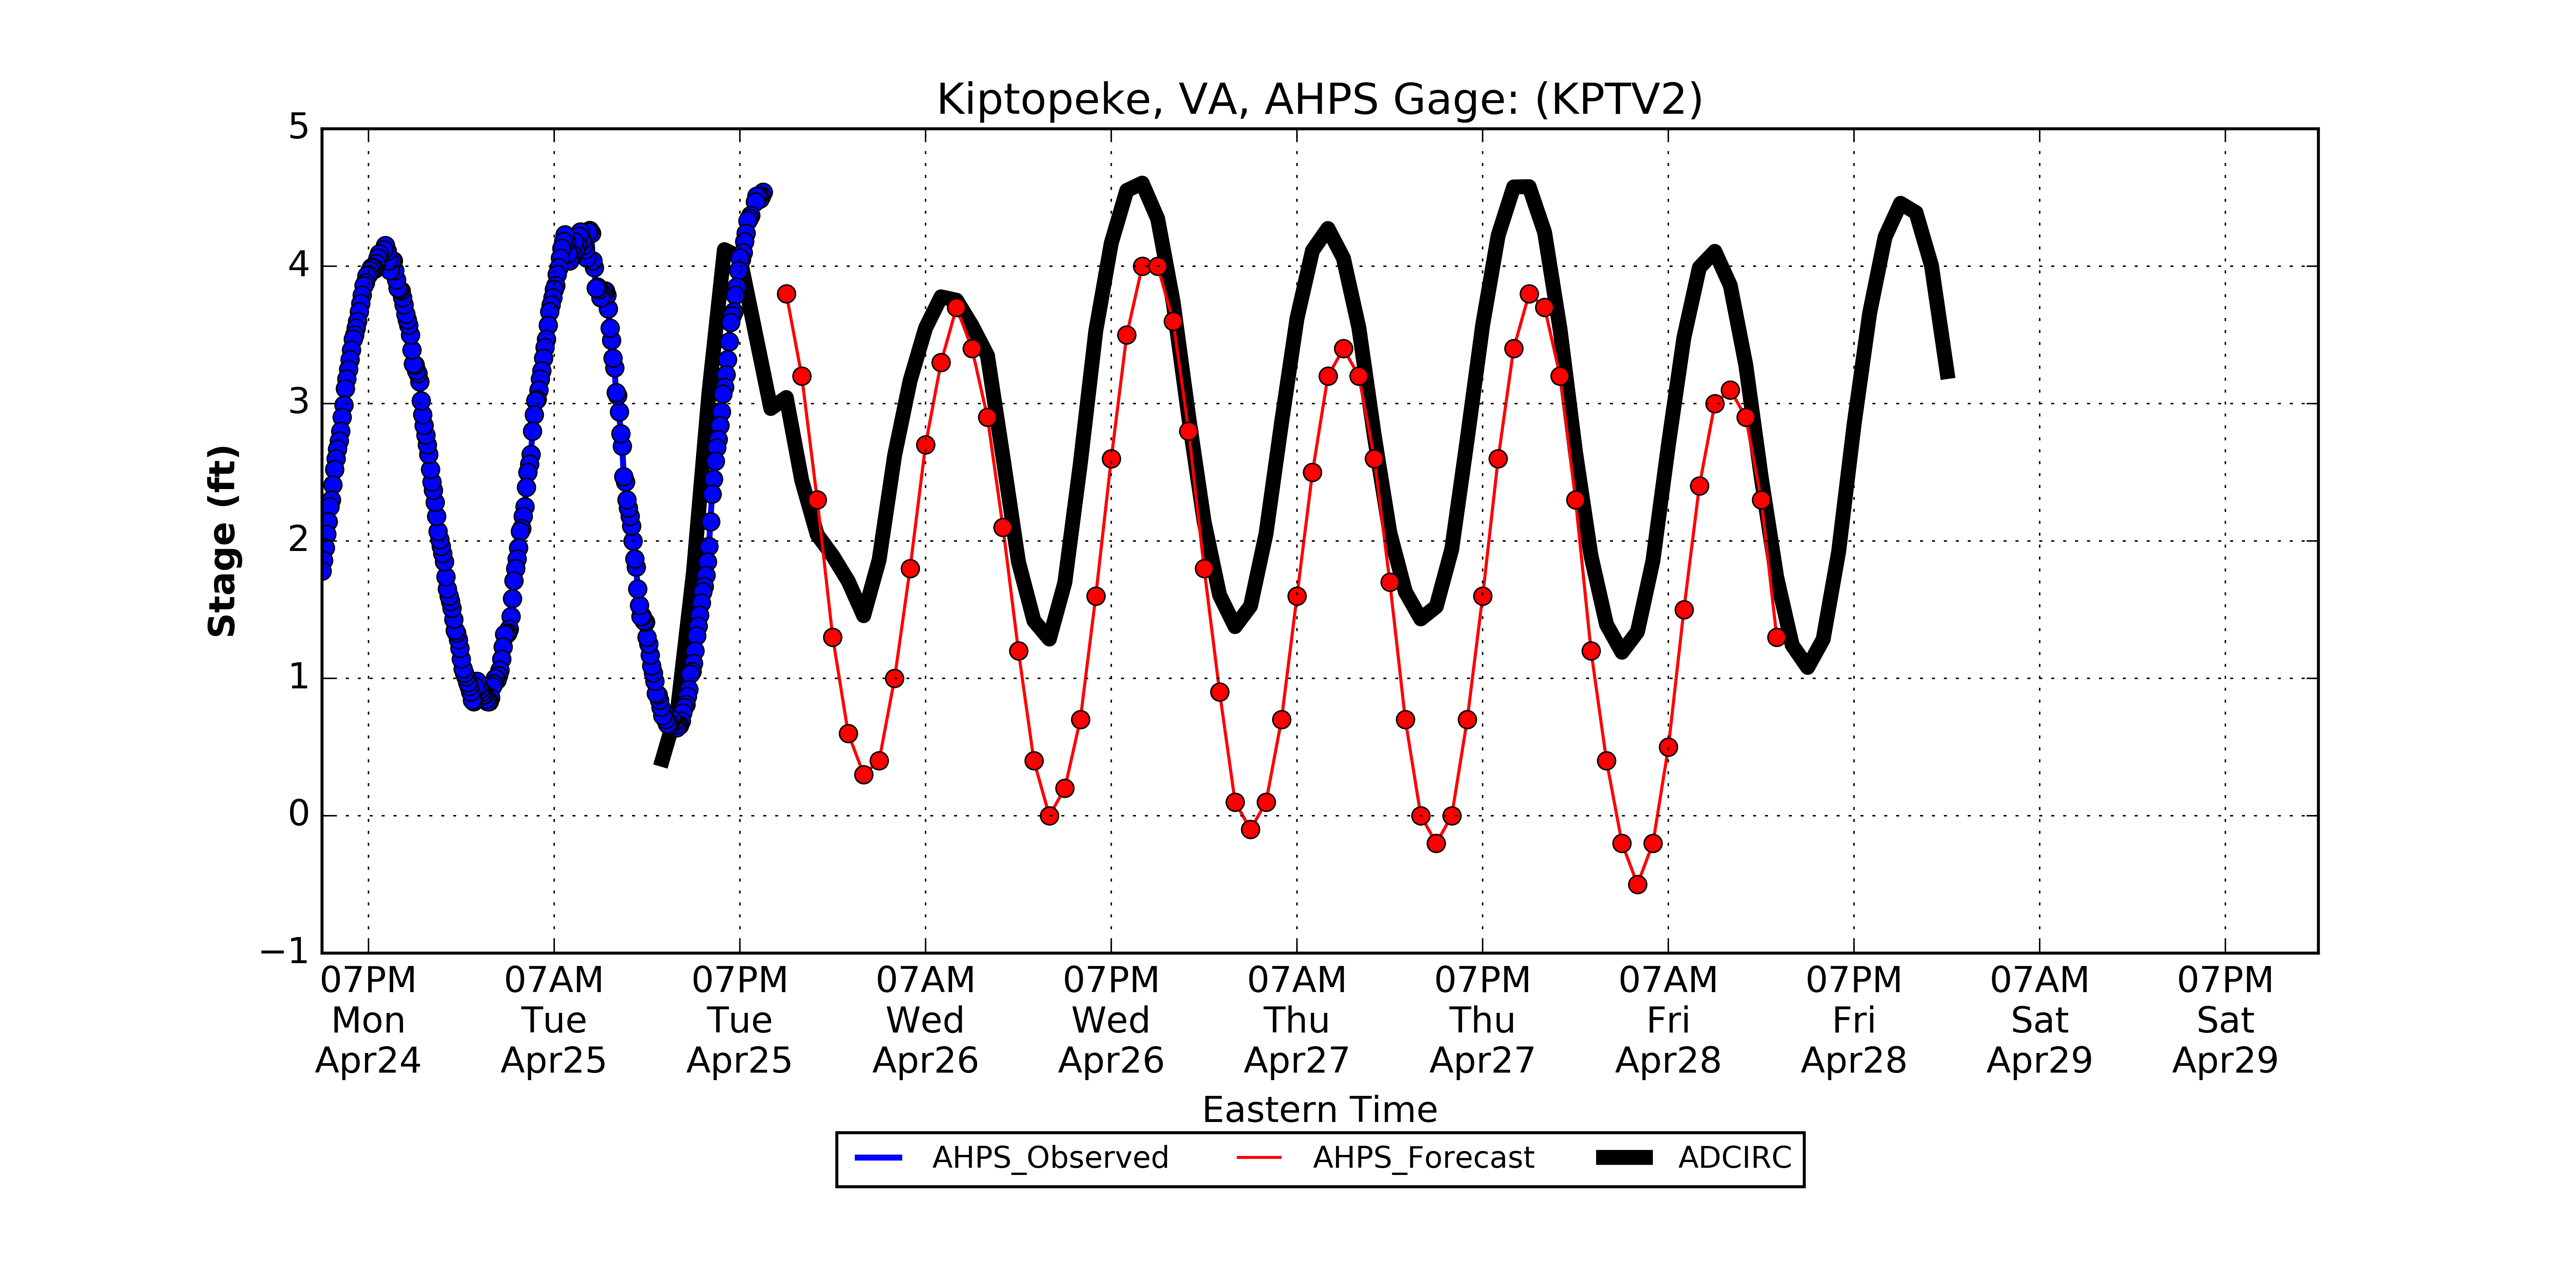 Kiptopeke, VA, AHPS Gage: (KPTV2)
5
4
3
2
1
0
−1
Stage (ft)
07PM 07AM 07PM 07AM 07PM 07AM 07PM 07AM 07PM 07AM 07PM
Mon Tue Tue Wed Wed Thu Thu Fri Fri Sat Sat
Apr24 Apr25 Apr25 Apr26 Apr26 Apr27 Apr27 Apr28 Apr28 Apr29 Apr29
Eastern Time
AHPS_Observed AHPS_Forecast ADCIRC